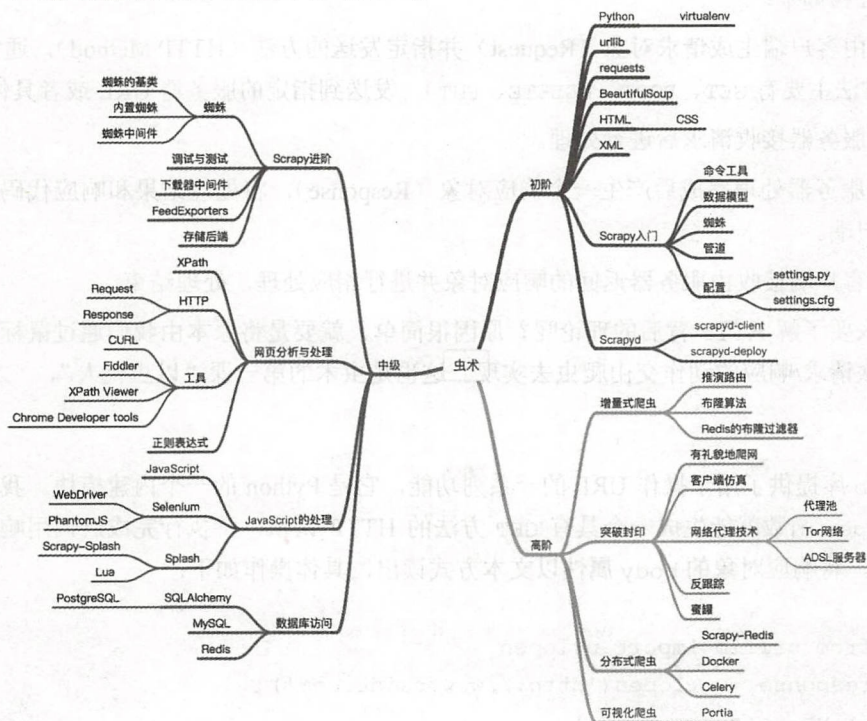 虫术
初阶
Python
virtualenv
urllib
requests
BeautifulSoup
HTML
CSS
XML
Scrapy入门
命令工具
数据模型
蜘蛛
管道
配置
settings.py
settings.cfg
Scrapyd
scrapyd-client
scrapyd-deploy
中级
Scrapy进阶
蜘蛛
蜘蛛的基类
内置蜘蛛
蜘蛛中间件
调试与测试
下载器中间件
FeedExporters
存储后端
网页分析与处理
XPath
HTTP
Request
Response
工具
CURL
Fiddler
XPath Viewer
Chrome Developer tools
正则表达式
JavaScript的处理
JavaScript
Selenium
WebDriver
PhantomJS
Splash
Scrapy-Splash
Lua
数据库访问
SQLAlchemy
PostgreSQL
MySQL
Redis
高阶
增量式爬虫
推演路由
布隆算法
Redis的布隆过滤器
突破封印
有礼貌地爬网
客户端仿真
网络代理技术
代理池
Tor网络
ADSL服务器
反跟踪
蜜罐
分布式爬虫
Scrapy-Redis
Docker
Celery
可视化爬虫
Portia